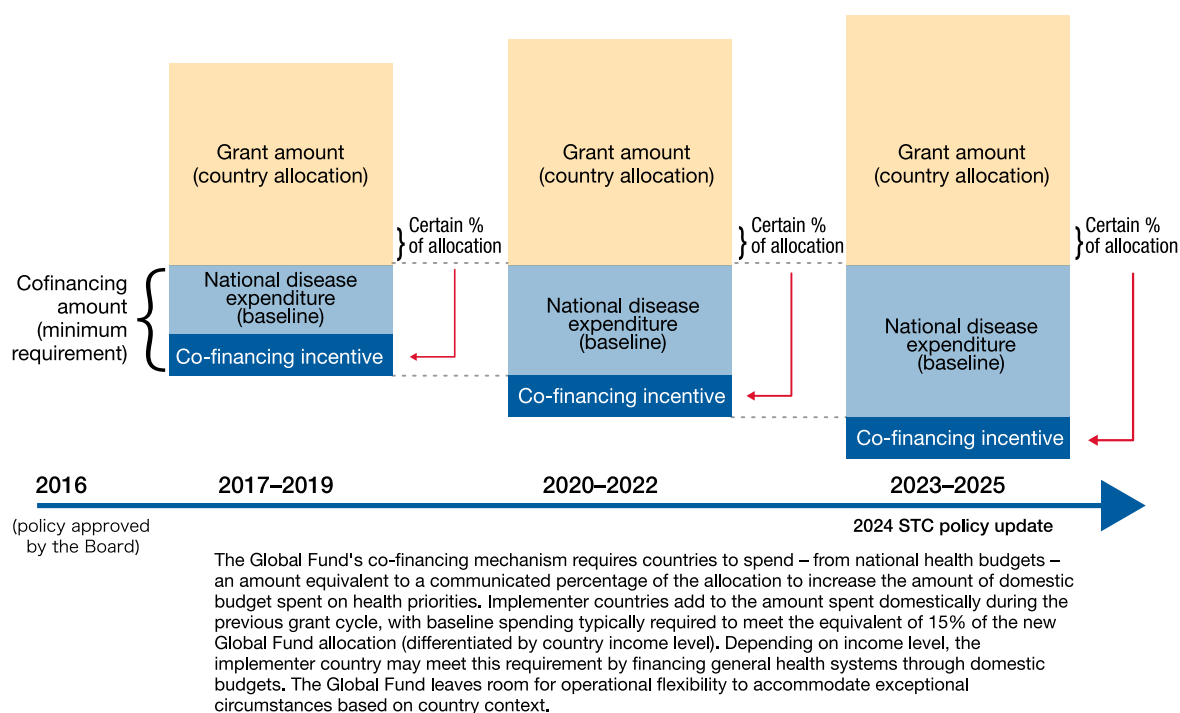 Grant amount
(country allocation)
Grant amount
(country allocation)
Grant amount
(country allocation)
Certain %
of allocation
Certain %
of allocation
Certain %
of allocation
Cofinancing
amount
(minimum
requirement)
National disease
expenditure
(baseline)
Co-financing incentive
National disease
expenditure
(baseline)
Co-financing incentive
National disease
expenditure
(baseline)
Co-financing incentive
2016
2017–2019
2020–2022
2023–2025
(policy approved
by the Board)
2024 STC policy update
The Global Fund's co-financing mechanism requires countries to spend – from national health budgets –
an amount equivalent to a communicated percentage of the allocation to increase the amount of domestic
budget spent on health priorities. Implementer countries add to the amount spent domestically during the
previous grant cycle, with baseline spending typically required to meet the equivalent of 15% of the new
Global Fund allocation (differentiated by country income level). Depending on income level, the
implementer country may meet this requirement by financing general health systems through domestic
budgets. The Global Fund leaves room for operational flexibility to accommodate exceptional
circumstances based on country context.